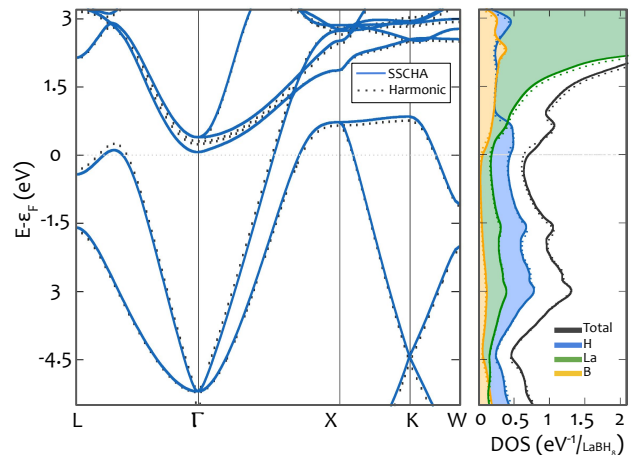 3
1.5
0
-1.5
3
-4.5
E-ε_F (eV)
SSCHA
Harmonic
L
Γ
X
K
W
Total
H
La
B
0
0.5
1
1.5
2
DOS (eV⁻¹/LaBH₈)